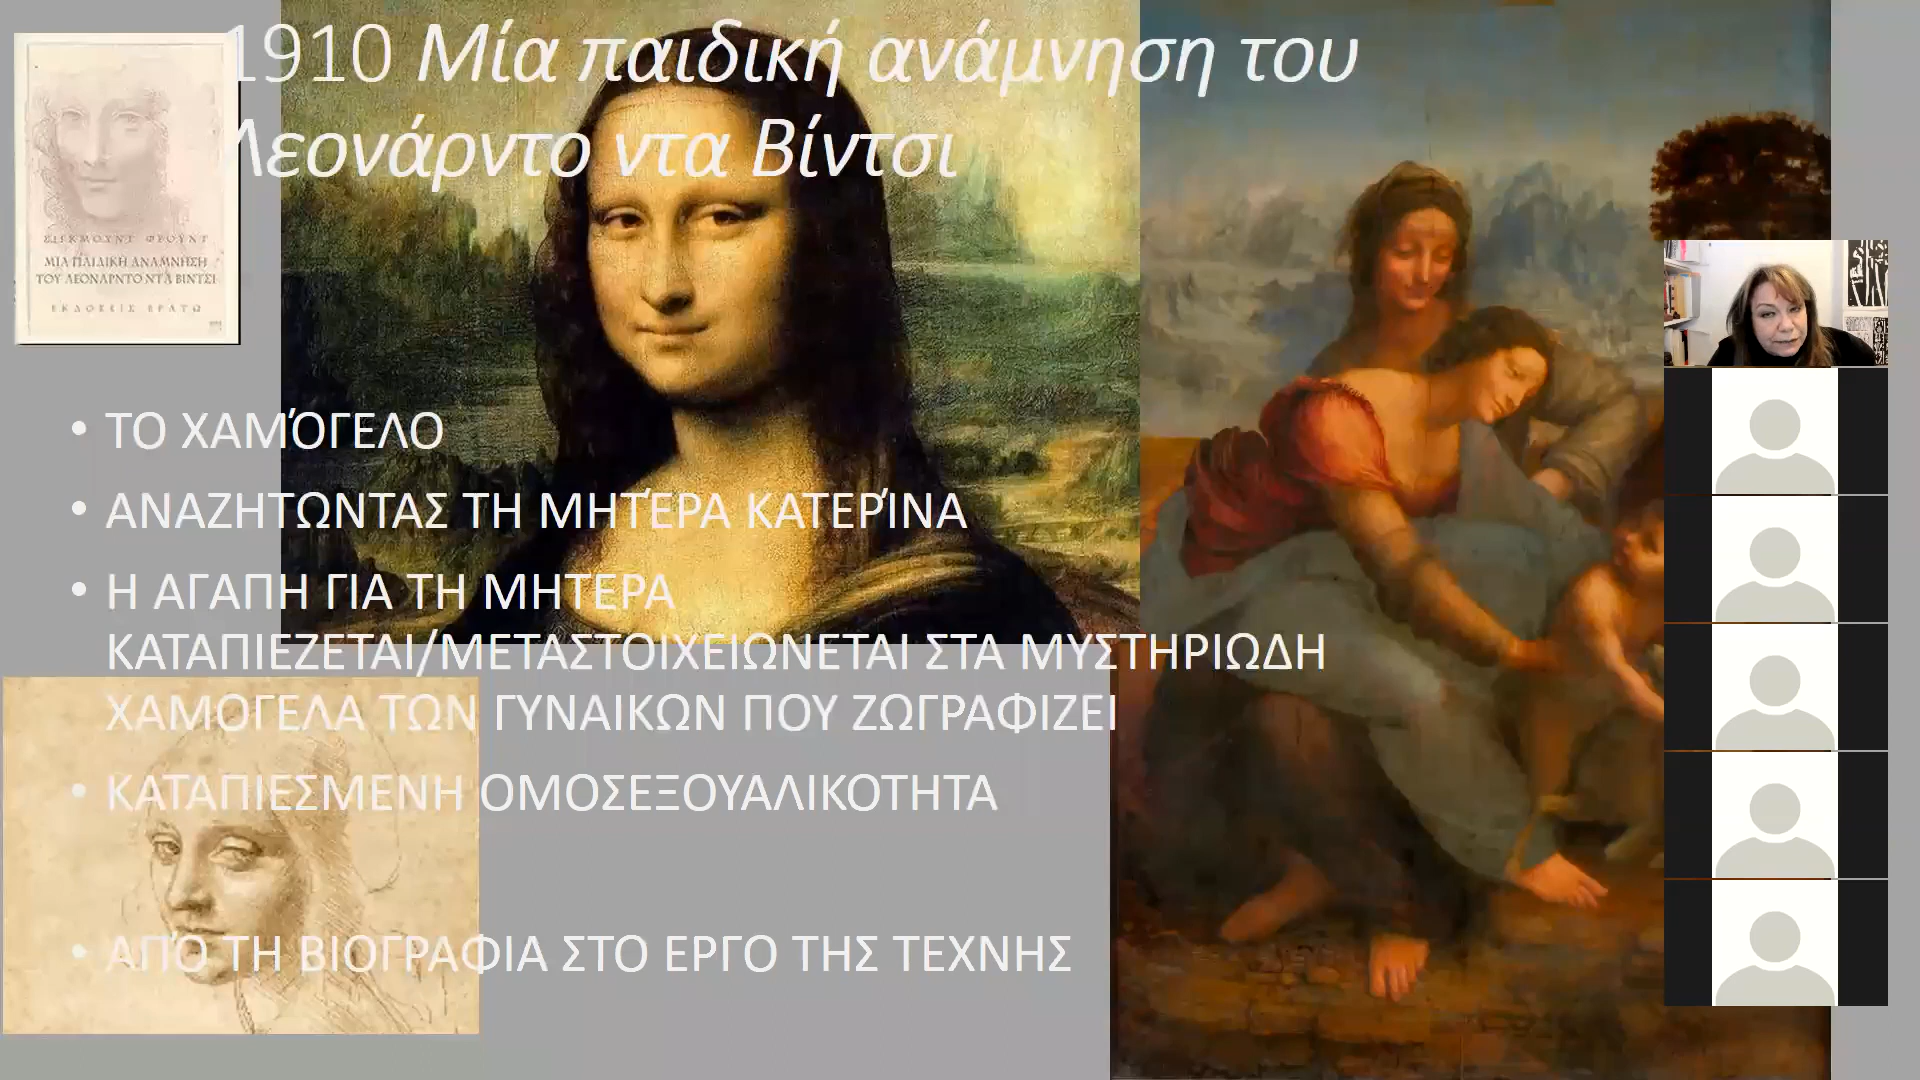 1910 Μία παιδική ανάμνηση του
Λεονάρντο ντα Βίντσι
ΣΙΓΚΜΟΥΝΤ ΦΡΟΥΝΤ
ΜΙΑ ΠΑΙΔΙΚΗ ΑΝΑΜΝΗΣΗ
ΤΟΥ ΛΕΟΝΑΡΝΤΟ ΝΤΑ ΒΙΝΤΣΙ
ΕΚΔΟΣΕΙΣ ΕΡΑΤΩ
• ΤΟ ΧΑΜΌΓΕΛΟ
• ΑΝΑΖΗΤΩΝΤΑΣ ΤΗ ΜΗΤΈΡΑ ΚΑΤΕΡΊΝΑ
• Η ΑΓΑΠΗ ΓΙΑ ΤΗ ΜΗΤΕΡΑ
ΚΑΤΑΠΙΕΖΕΤΑΙ/ΜΕΤΑΣΤΟΙΧΕΙΩΝΕΤΑΙ ΣΤΑ ΜΥΣΤΗΡΙΩΔΗ
ΧΑΜΟΓΕΛΑ ΤΩΝ ΓΥΝΑΙΚΩΝ ΠΟΥ ΖΩΓΡΑΦΙΖΕΙ
• ΚΑΤΑΠΙΕΣΜΕΝΗ ΟΜΟΣΕΞΟΥΑΛΙΚΟΤΗΤΑ
• ΑΠΌ ΤΗ ΒΙΟΓΡΑΦΙΑ ΣΤΟ ΕΡΓΟ ΤΗΣ ΤΕΧΝΗΣ